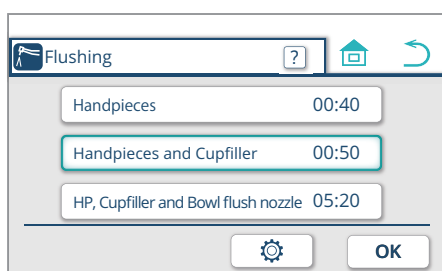 Flushing ?
Handpieces 00:40
Handpieces and Cupfiller 00:50
HP, Cupfiller and Bowl flush nozzle 05:20
OK